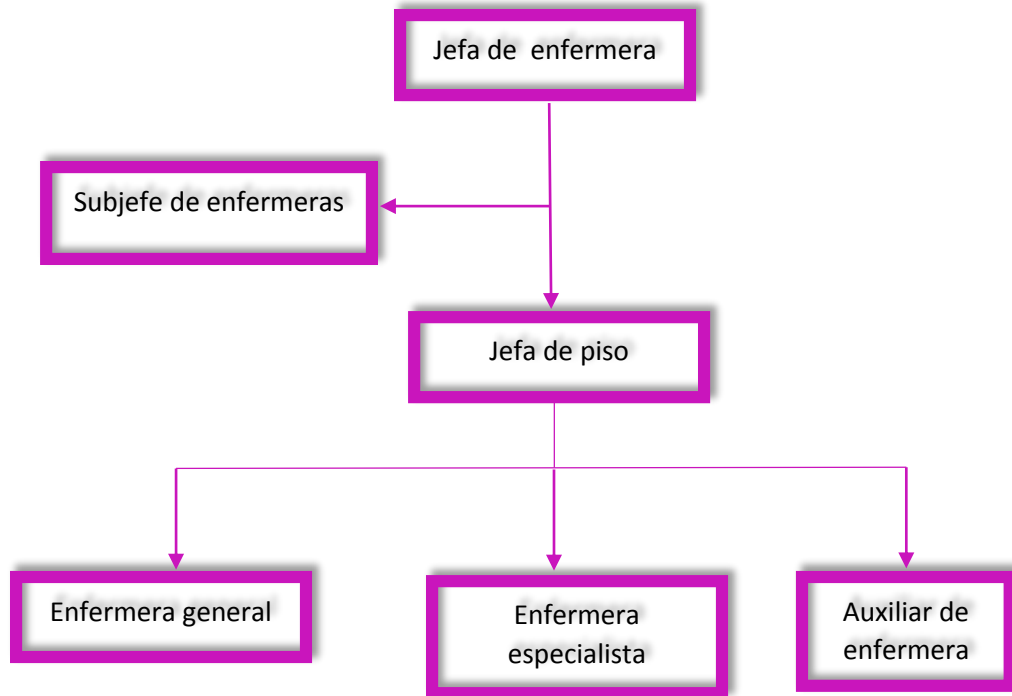 Jefa de enfermera
Subjefe de enfermeras
Jefa de piso
Enfermera general
Enfermera
especialista
Auxiliar de
enfermera